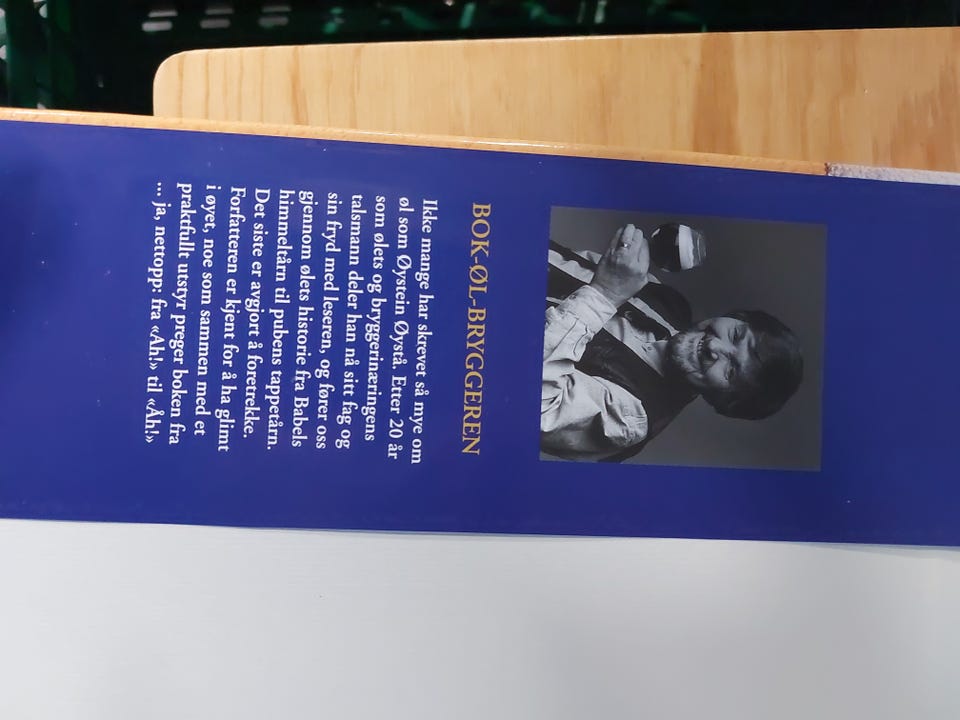 BOK-ØL-BRYGGEREN
Ikke mange har skrevet så mye om
øl som Øystein Øystå. Etter 20 år
som ølets og bryggerinæringens
talsmann deler han nå sitt fag og
sin fryd med leseren, og fører oss
gjennom ølets historie fra Babels
himmeltårn til pubens tappetårn.
Det siste er avgjort å foretrekke.
Forfatteren er kjent for å ha glimt
i øyet, noe som sammen med et
praktfullt utstyr preger boken fra
... ja, nettopp: fra «Ah!» til «Åh!»